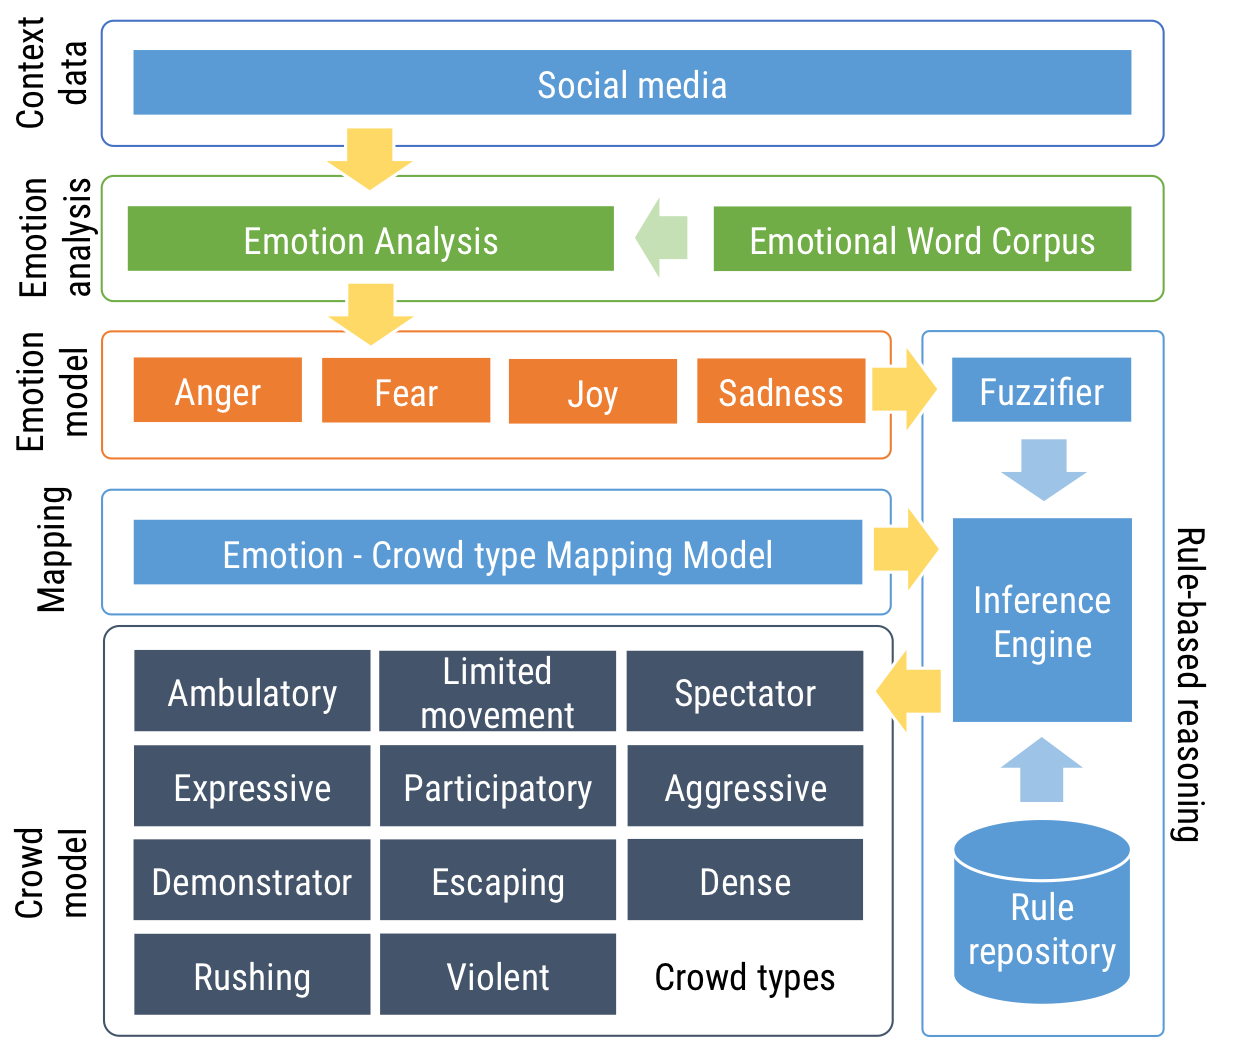 Context
data
Social media
Emotion
analysis
Emotion Analysis
Emotional Word Corpus
Emotion
model
Anger
Fear
Joy
Sadness
Fuzzifier
Mapping
Emotion - Crowd type Mapping Model
Inference
Engine
Rule-based reasoning
Crowd
model
Ambulatory
Limited
movement
Spectator
Expressive
Participatory
Aggressive
Demonstrator
Escaping
Dense
Rushing
Violent
Crowd types
Rule
repository